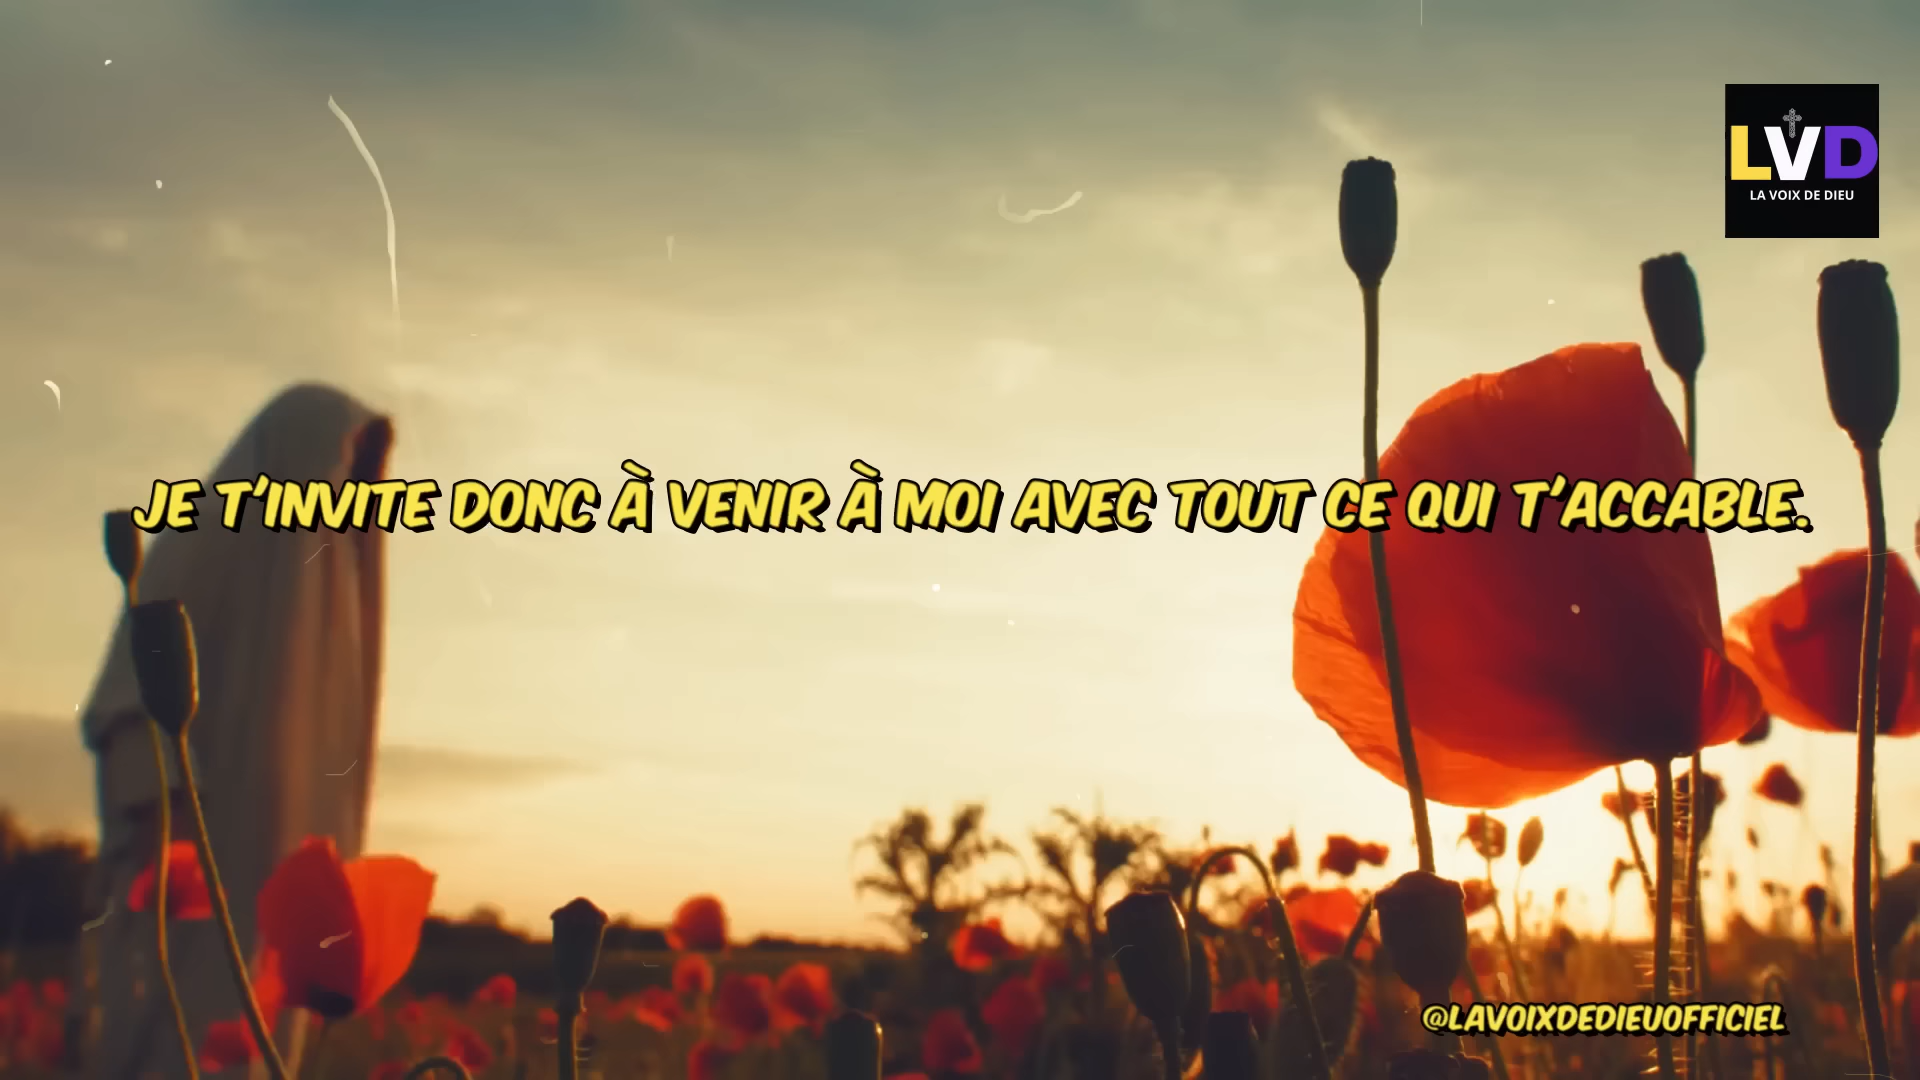 LVD
LA VOIX DE DIEU
JE T'INVITE DONC À VENIR À MOI AVEC TOUT CE QUI T'ACCABLE.
@LAVOIXDEDIEUOFFICIEL